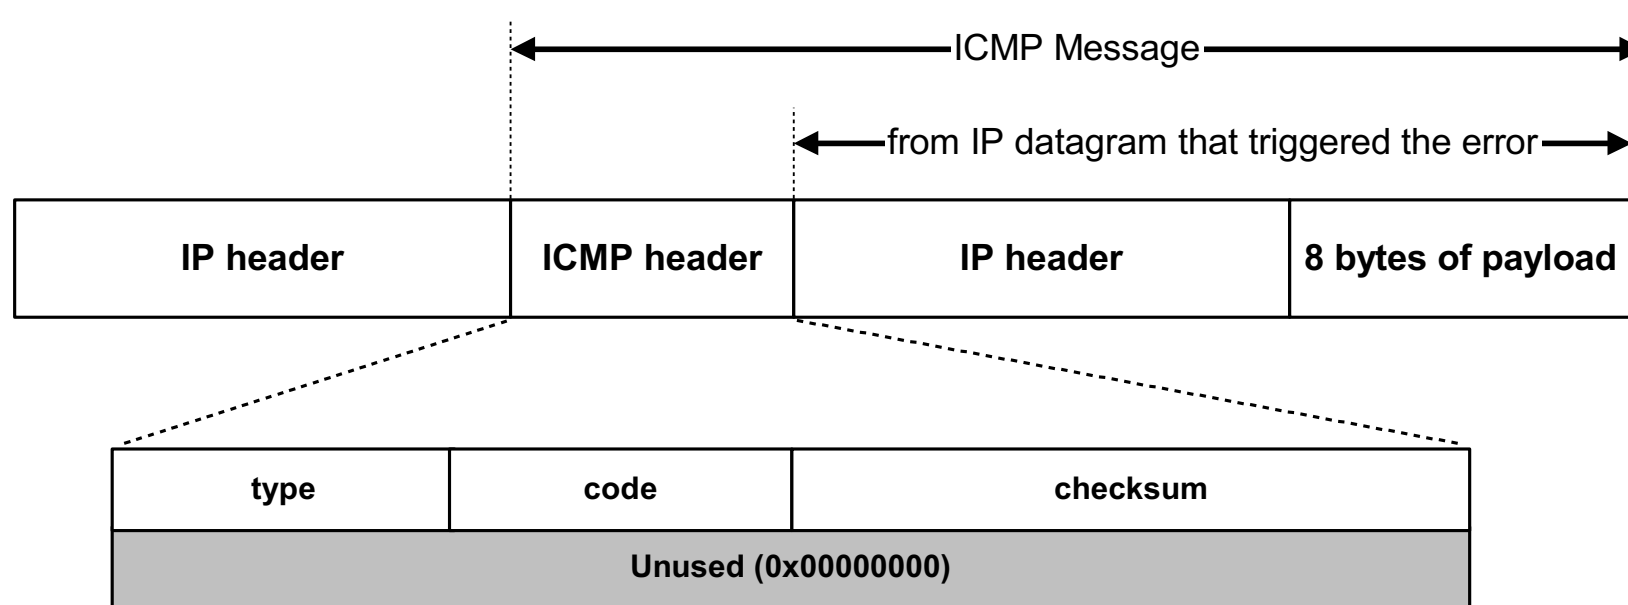 ICMP Message
from IP datagram that triggered the error
IP header
ICMP header
IP header
8 bytes of payload
type
code
checksum
Unused (0x00000000)